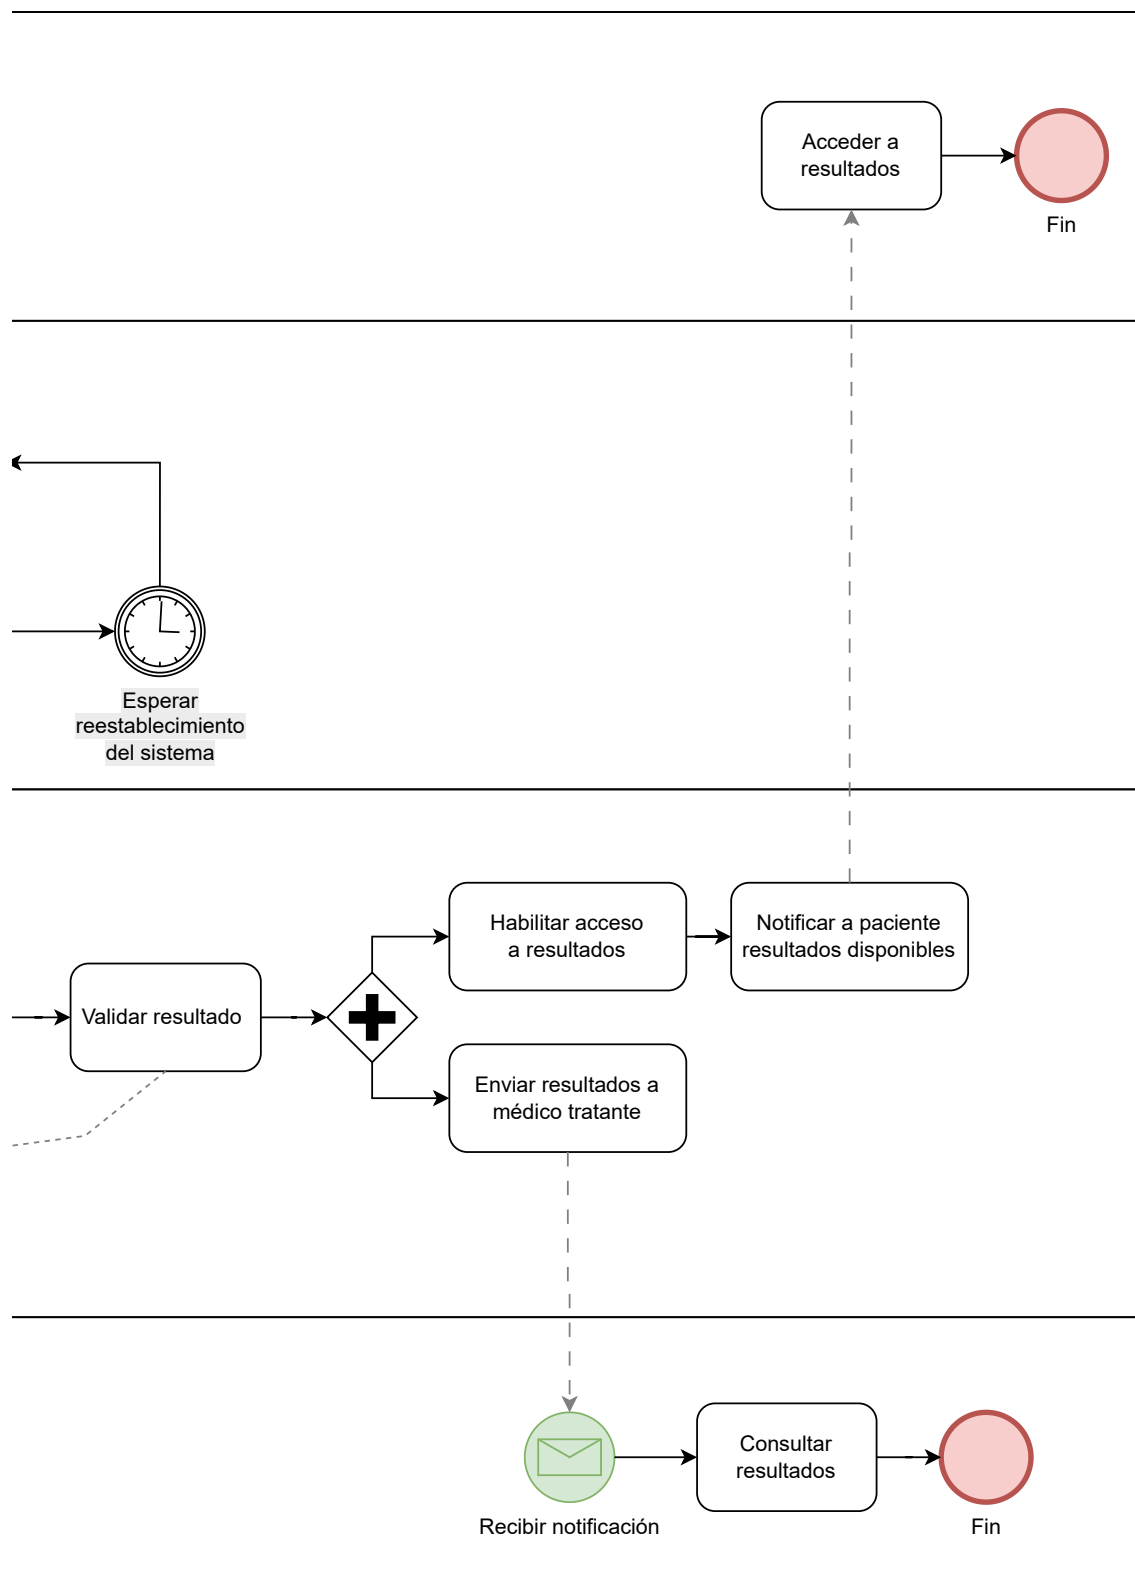 Acceder a
resultados
Fin
Esperar
reestablecimiento
del sistema
Habilitar acceso
a resultados
Notificar a paciente
resultados disponibles
Validar resultado
Enviar resultados a
médico tratante
Consultar
resultados
Recibir notificación
Fin